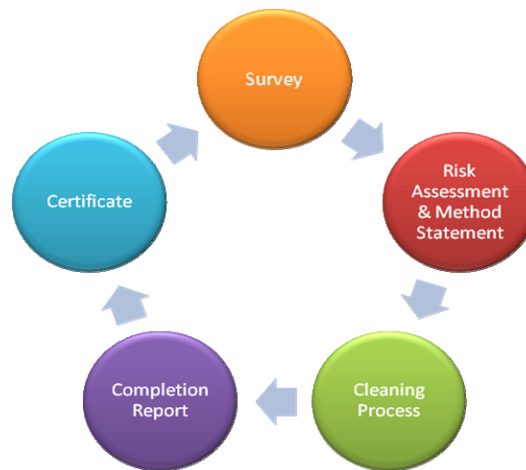 Survey
Risk
Assessment
& Method
Statement
Cleaning
Process
Completion
Report
Certificate